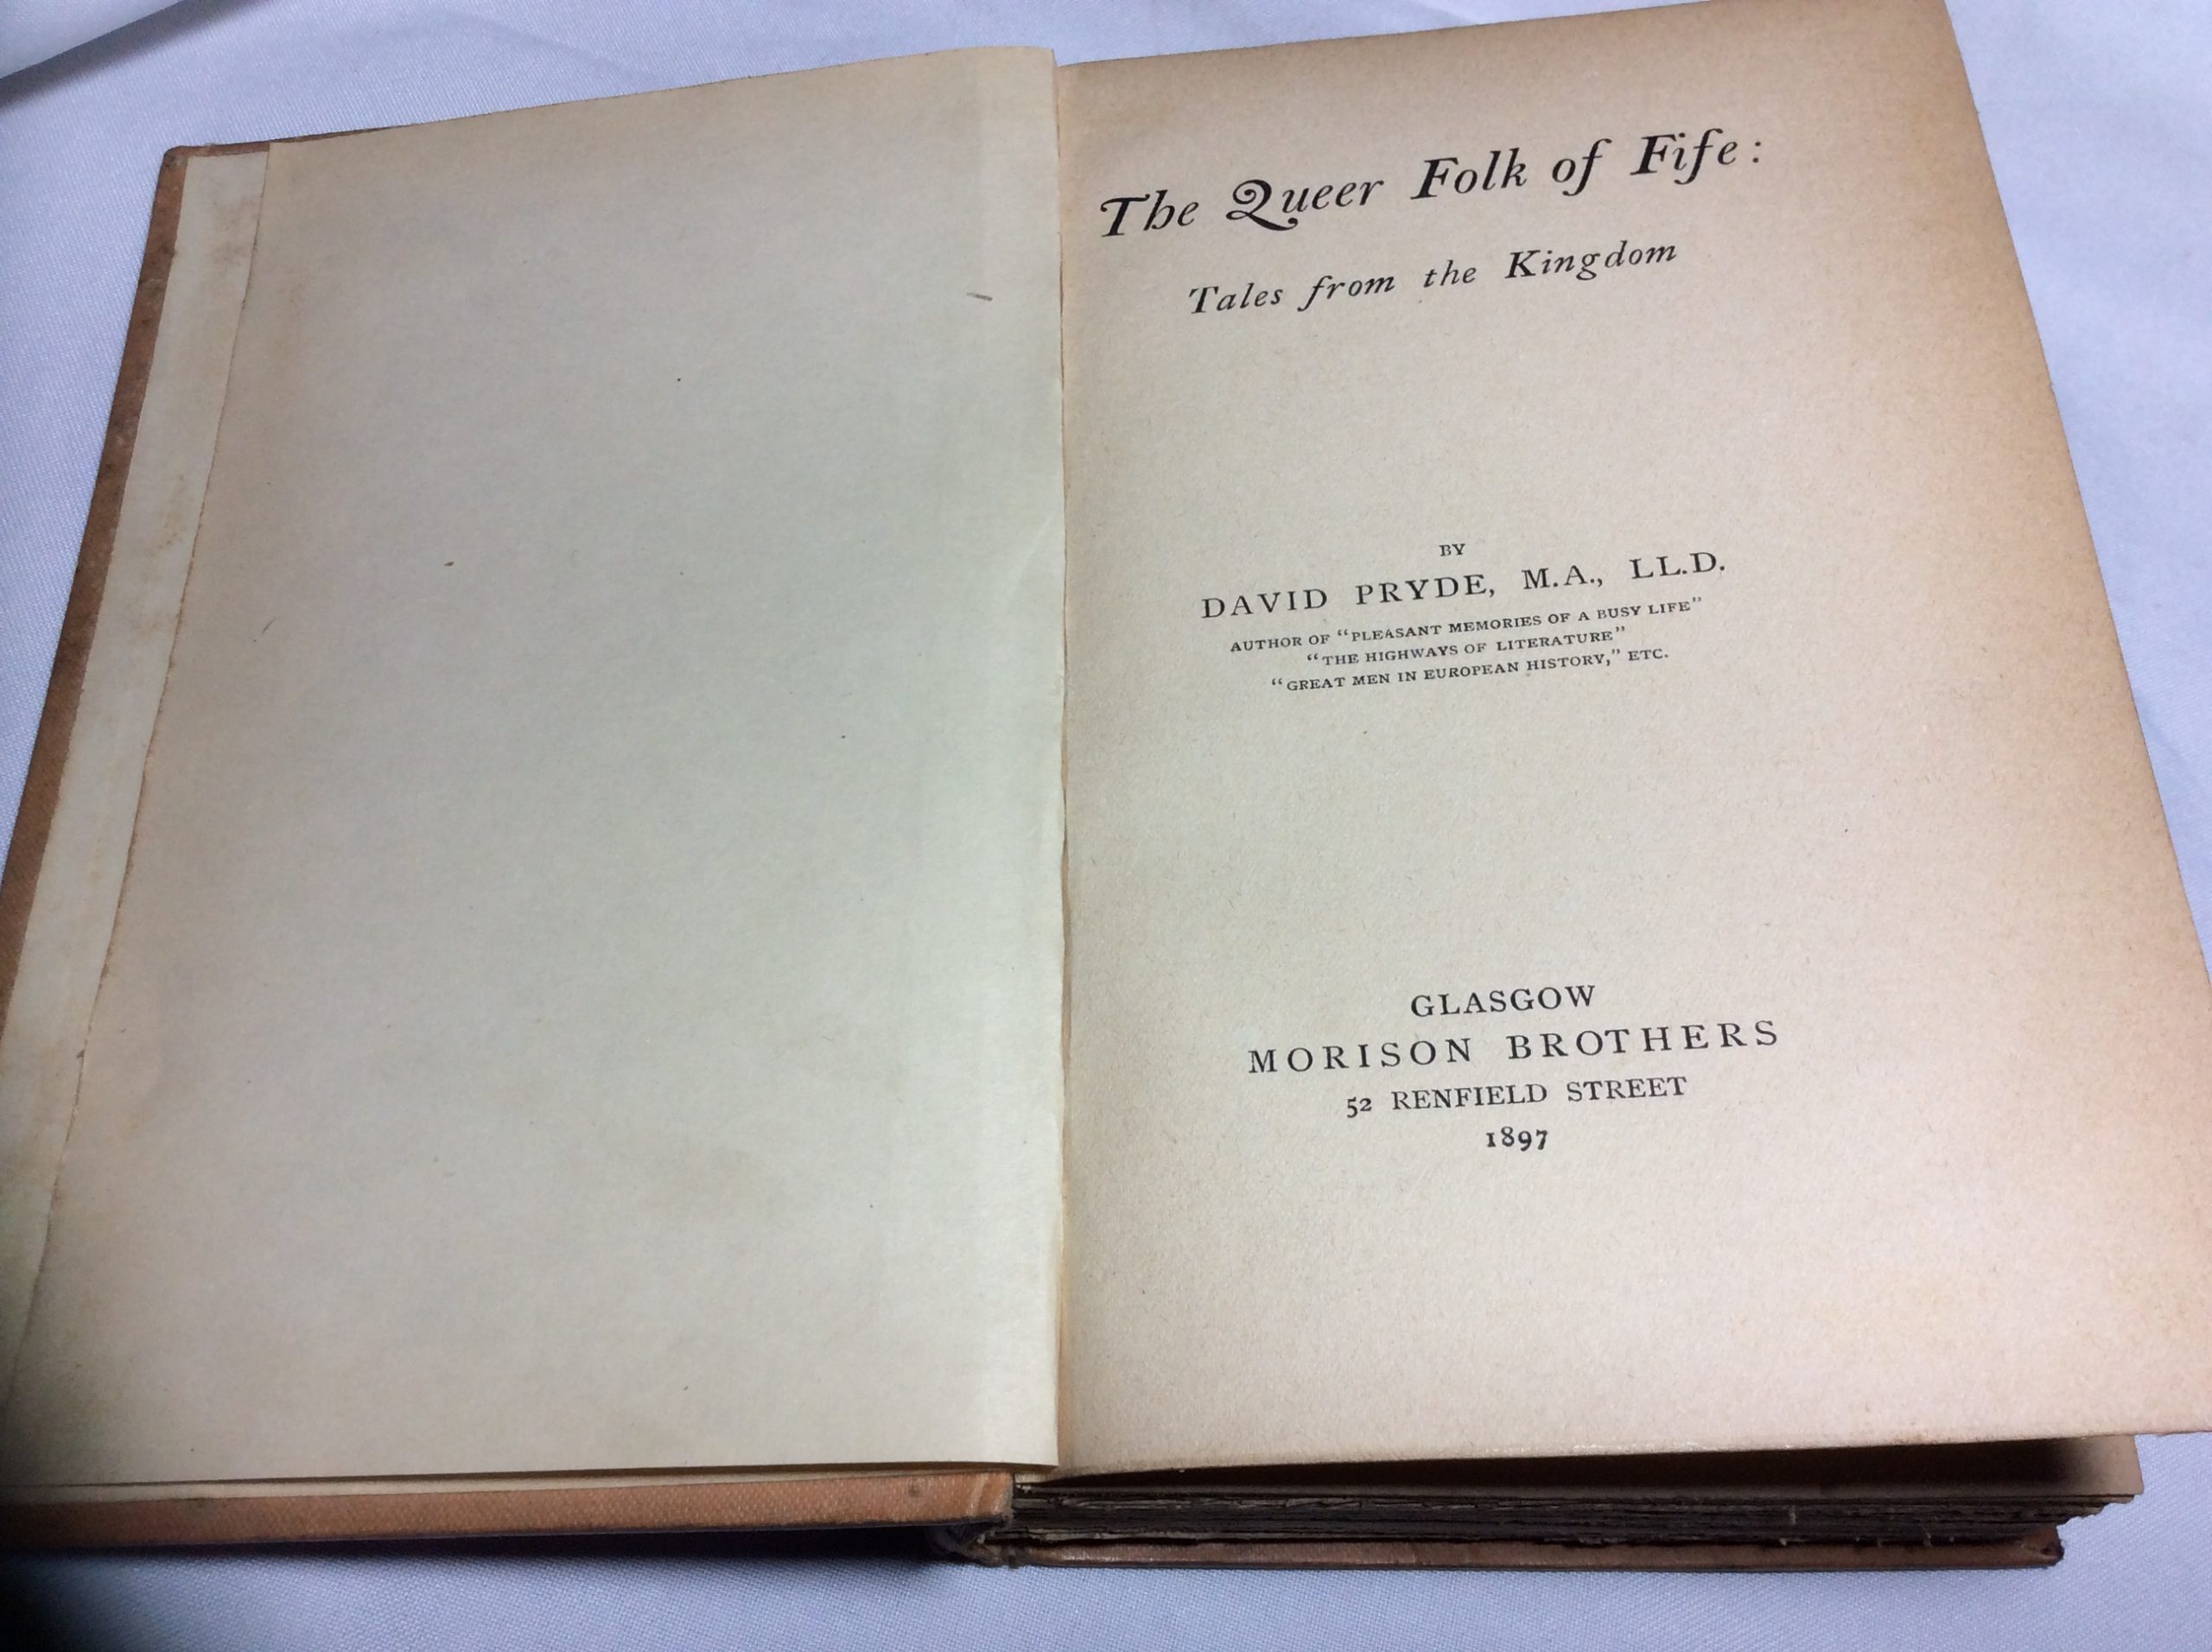 The Queer Folk of Fife:
Tales from the Kingdom
BY
DAVID PRYDE, M.A., LL.D.
AUTHOR OF "PLEASANT MEMORIES OF A BUSY LIFE"
"THE HIGHWAYS OF LITERATURE"
"GREAT MEN IN EUROPEAN HISTORY," ETC.
GLASGOW
MORISON BROTHERS
52 RENFIELD STREET
1897